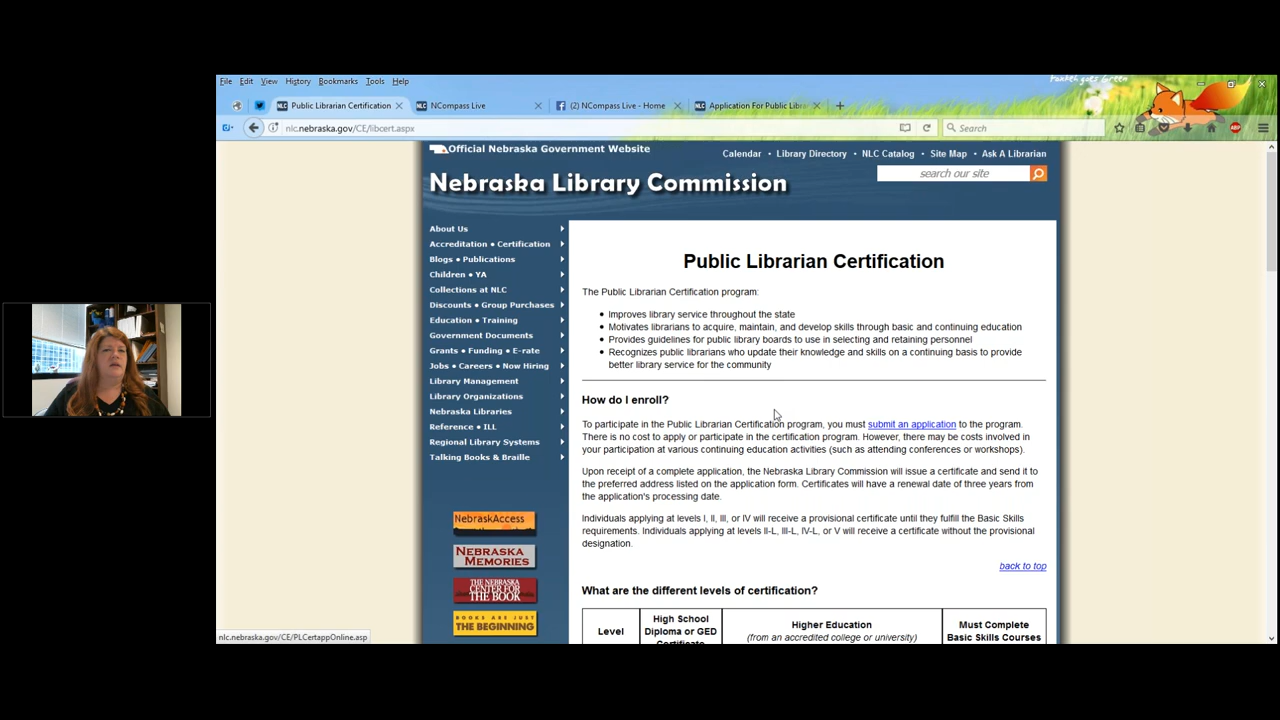 Foxkeh goes Green
File Edit View History Bookmarks Tools Help
Public Librarian Certification
NCompass Live
(2) NCompass Live - Home
Application For Public Libra
nlc.nebraska.gov/CE/libcert.aspx
Search
ABP
Official Nebraska Government Website
Calendar • Library Directory • NLC Catalog • Site Map • Ask A Librarian
Nebraska Library Commission
search our site
About Us
Accreditation • Certification
Blogs • Publications
Children • YA
Collections at NLC
Discounts • Group Purchases
Education • Training
Government Documents
Grants • Funding • E-rate
Jobs • Careers • Now Hiring
Library Management
Library Organizations
Nebraska Libraries
Reference • ILL
Regional Library Systems
Talking Books & Braille
NebraskAccess
NEBRASKA
MEMORIES
THE NEBRASKA
CENTER FOR
THE BOOK
BOOKS ARE JUST
THE BEGINNING
Public Librarian Certification
The Public Librarian Certification program:
• Improves library service throughout the state
• Motivates librarians to acquire, maintain, and develop skills through basic and continuing education
• Provides guidelines for public library boards to use in selecting and retaining personnel
• Recognizes public librarians who update their knowledge and skills on a continuing basis to provide
better library service for the community
How do I enroll?
To participate in the Public Librarian Certification program, you must submit an application to the program.
There is no cost to apply or participate in the certification program. However, there may be costs involved in
your participation at various continuing education activities (such as attending conferences or workshops).
Upon receipt of a complete application, the Nebraska Library Commission will issue a certificate and send it to
the preferred address listed on the application form. Certificates will have a renewal date of three years from
the application's processing date.
Individuals applying at levels I, II, III, or IV will receive a provisional certificate until they fulfill the Basic Skills
requirements. Individuals applying at levels II-L, III-L, IV-L, or V will receive a certificate without the provisional
designation.
back to top
What are the different levels of certification?
Level
High School
Diploma or GED
Certificate
Higher Education
(from an accredited college or university)
Must Complete
Basic Skills Courses
nlc.nebraska.gov/CE/PLCertappOnline.asp